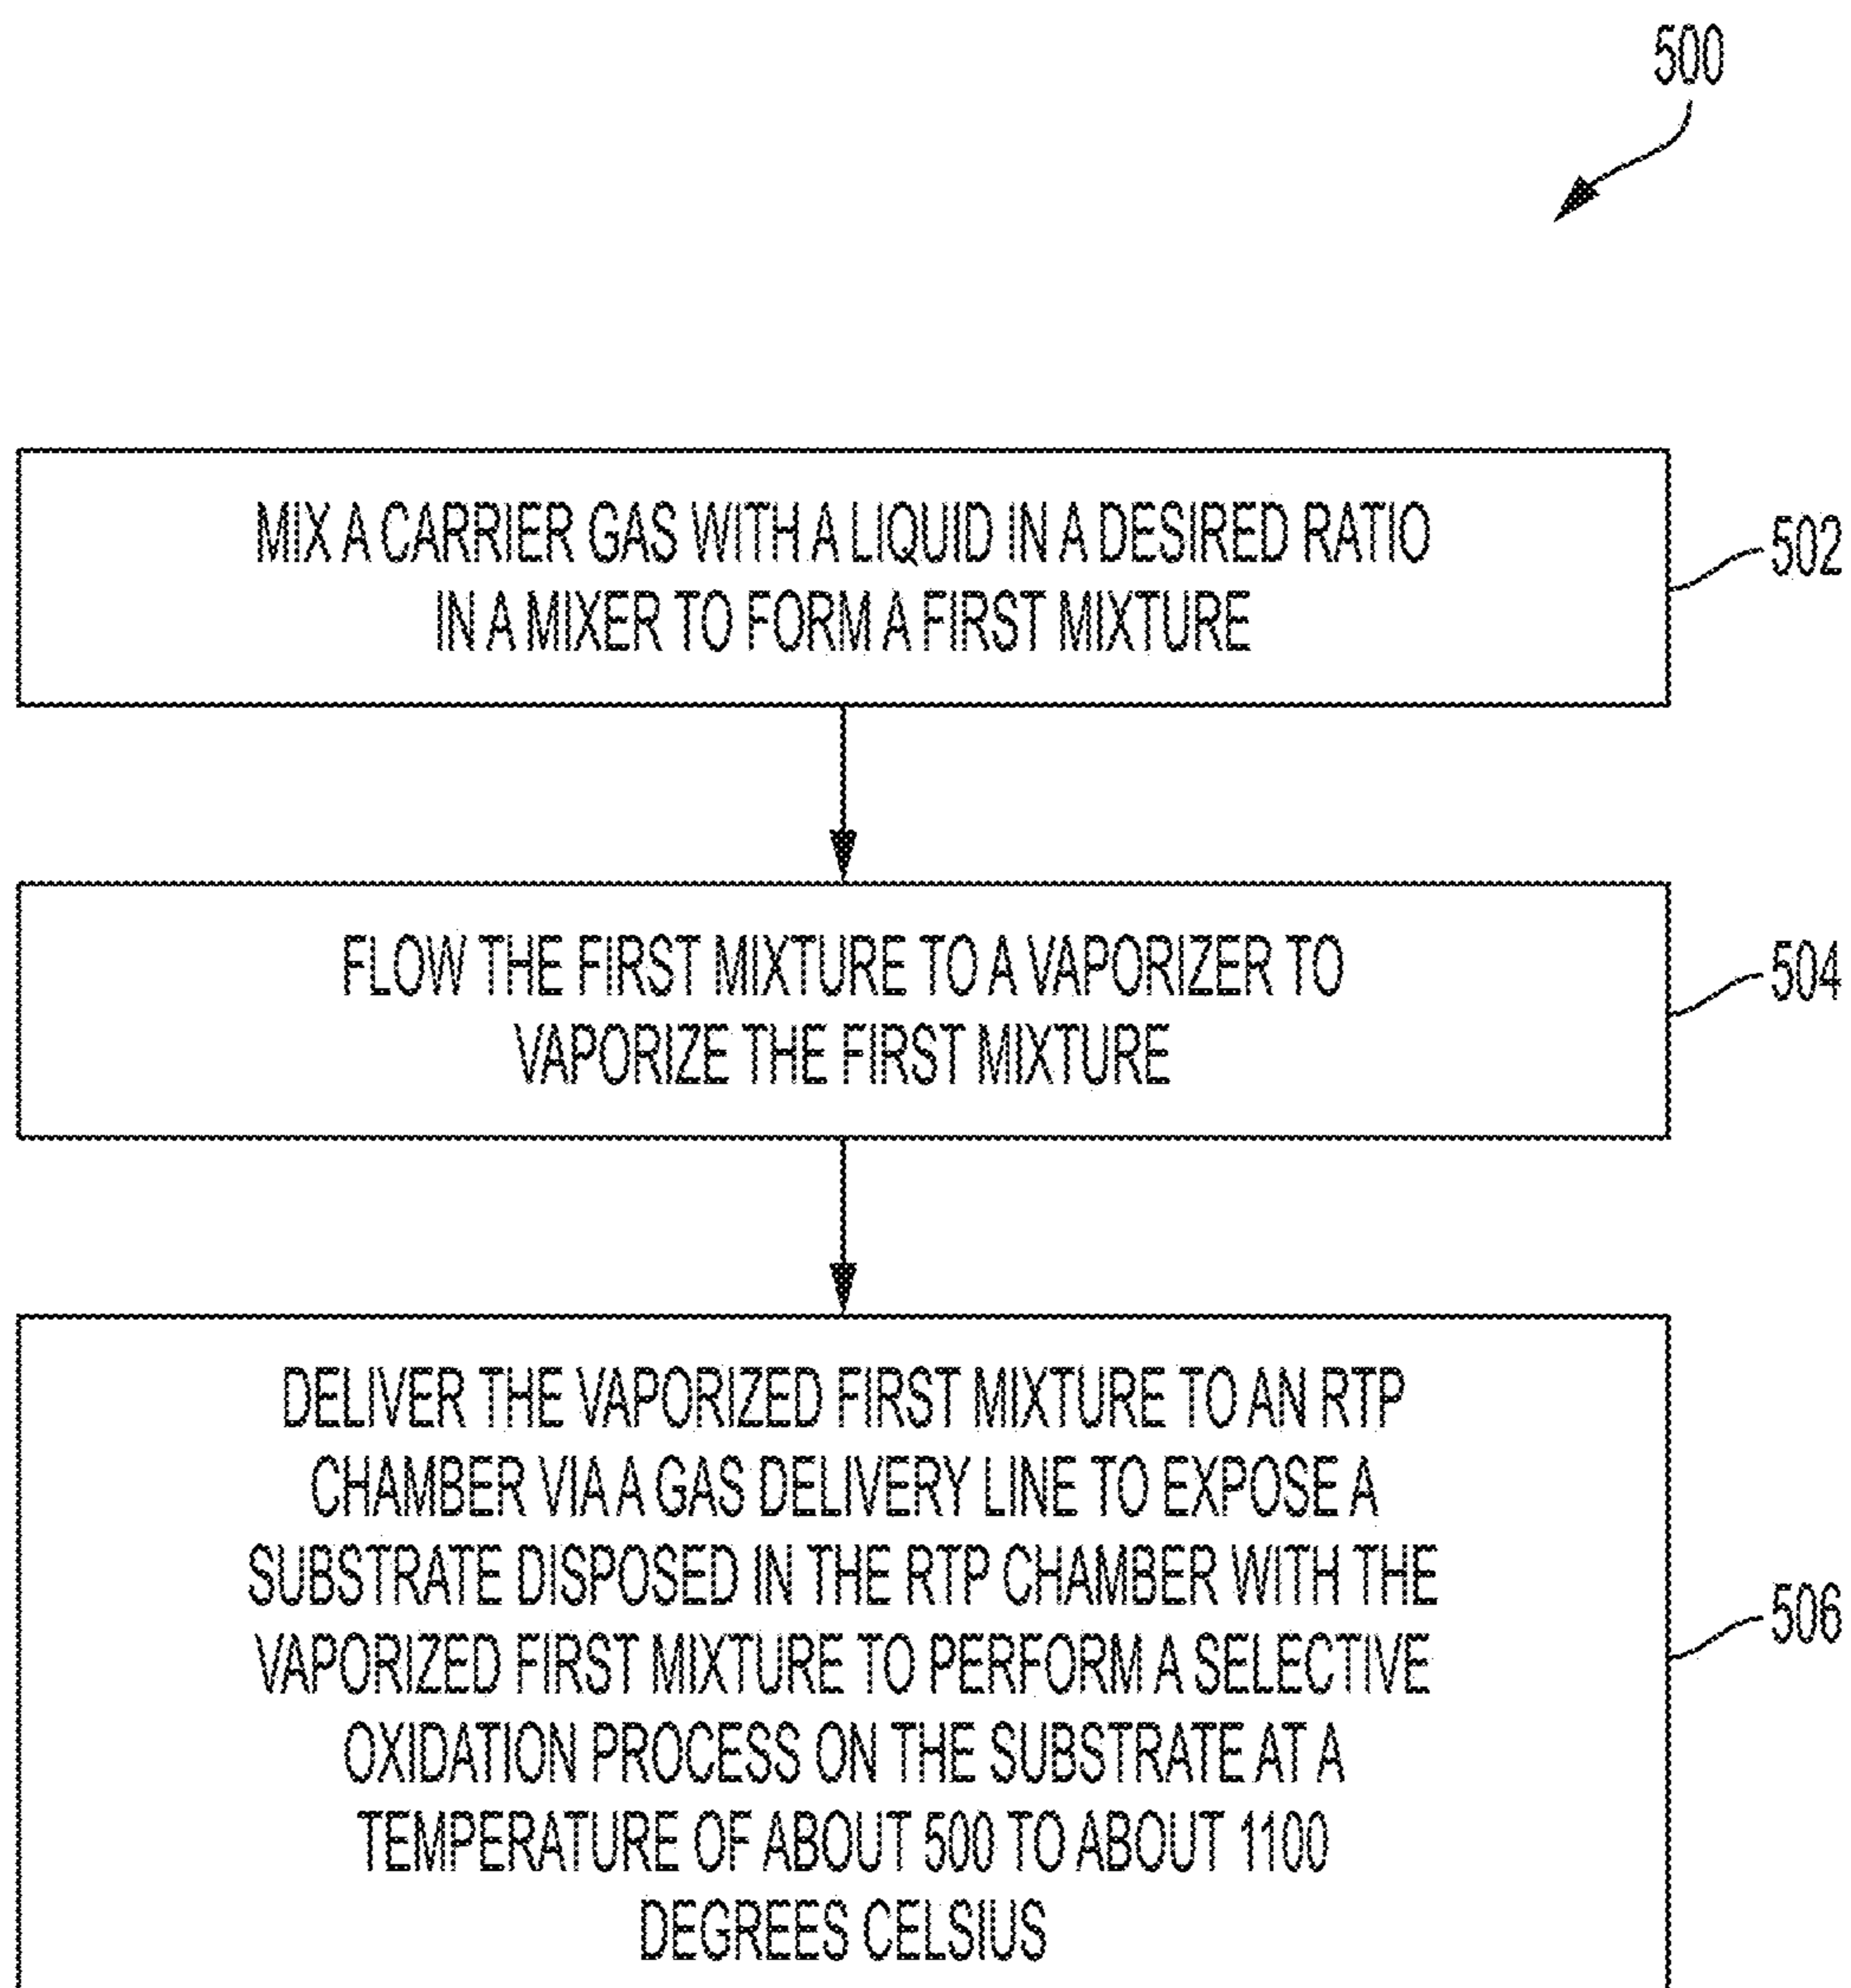 500
MIX A CARRIER GAS WITH A LIQUID IN A DESIRED RATIO
IN A MIXER TO FORM A FIRST MIXTURE
502
FLOW THE FIRST MIXTURE TO A VAPORIZER TO
VAPORIZE THE FIRST MIXTURE
504
DELIVER THE VAPORIZED FIRST MIXTURE TO AN RTP
CHAMBER VIA A GAS DELIVERY LINE TO EXPOSE A
SUBSTRATE DISPOSED IN THE RTP CHAMBER WITH THE
VAPORIZED FIRST MIXTURE TO PERFORM A SELECTIVE
OXIDATION PROCESS ON THE SUBSTRATE AT A
TEMPERATURE OF ABOUT 500 TO ABOUT 1100
DEGREES CELSIUS
506